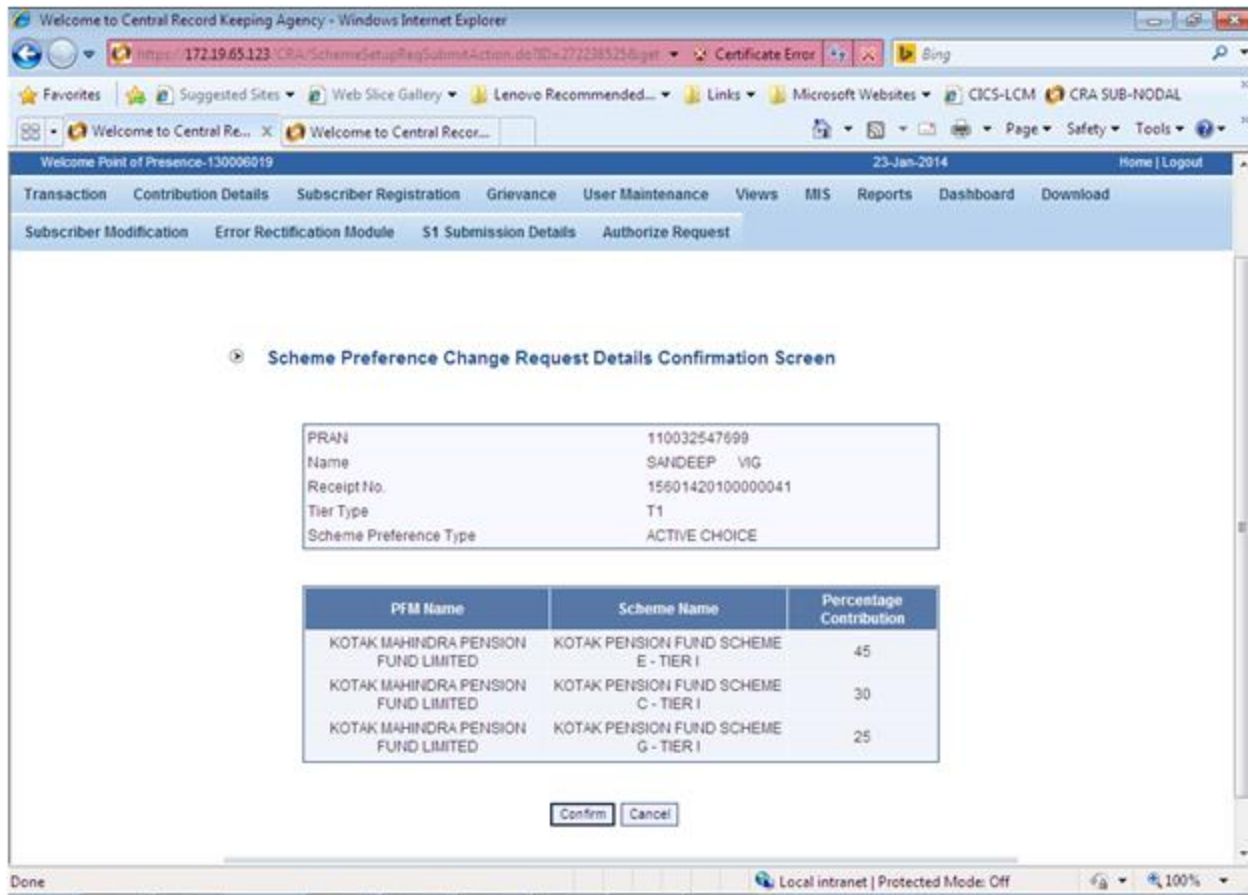 Welcome to Central Record Keeping Agency - Windows Internet Explorer
https://172.19.65.123/CRA/SchemeSetupReqSubmitAction.do?ID=272238525&get Certificate Error Bing
Favorites Suggested Sites Web Slice Gallery Lenovo Recommended... Links Microsoft Websites CICS-LCM CRA SUB-NODAL
Welcome to Central Re... X Welcome to Central Recor... Page Safety Tools
Welcome Point of Presence-130006019 23-Jan-2014 Home | Logout
Transaction Contribution Details Subscriber Registration Grievance User Maintenance Views MIS Reports Dashboard Download
Subscriber Modification Error Rectification Module S1 Submission Details Authorize Request
Scheme Preference Change Request Details Confirmation Screen
PRAN 110032547699
Name SANDEEP VIG
Receipt No. 15601420100000041
Tier Type T1
Scheme Preference Type ACTIVE CHOICE
PFM Name Scheme Name Percentage Contribution
KOTAK MAHINDRA PENSION FUND LIMITED KOTAK PENSION FUND SCHEME E - TIER I 45
KOTAK MAHINDRA PENSION FUND LIMITED KOTAK PENSION FUND SCHEME C - TIER I 30
KOTAK MAHINDRA PENSION FUND LIMITED KOTAK PENSION FUND SCHEME G - TIER I 25
Confirm Cancel
Done Local intranet | Protected Mode: Off 100%